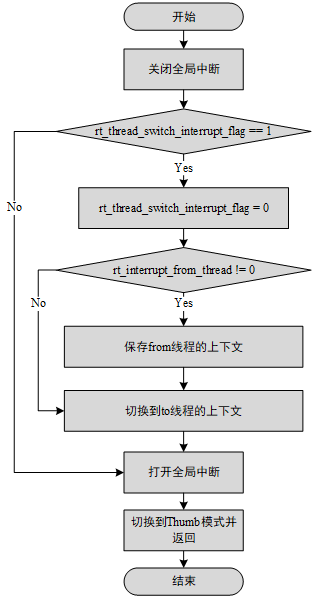 开始
关闭全局中断
rt_thread_switch_interrupt_flag == 1
Yes
No
rt_thread_switch_interrupt_flag = 0
rt_interrupt_from_thread != 0
No
Yes
保存from线程的上下文
切换到to线程的上下文
打开全局中断
切换到Thumb模式并
返回
结束